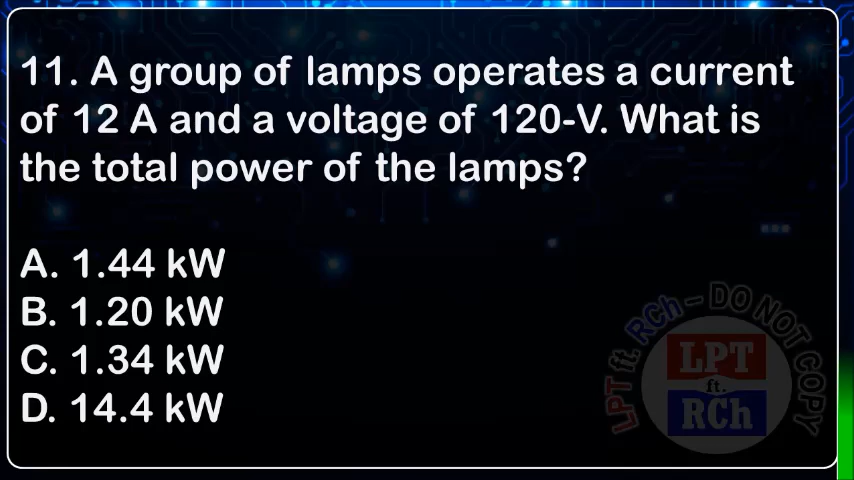 11. A group of lamps operates a current
of 12 A and a voltage of 120-V. What is
the total power of the lamps?
A. 1.44 kW
B. 1.20 kW
C. 1.34 kW
D. 14.4 kW
LPT ft. RCh – DO NOT COPY
LPT
ft.
RCh